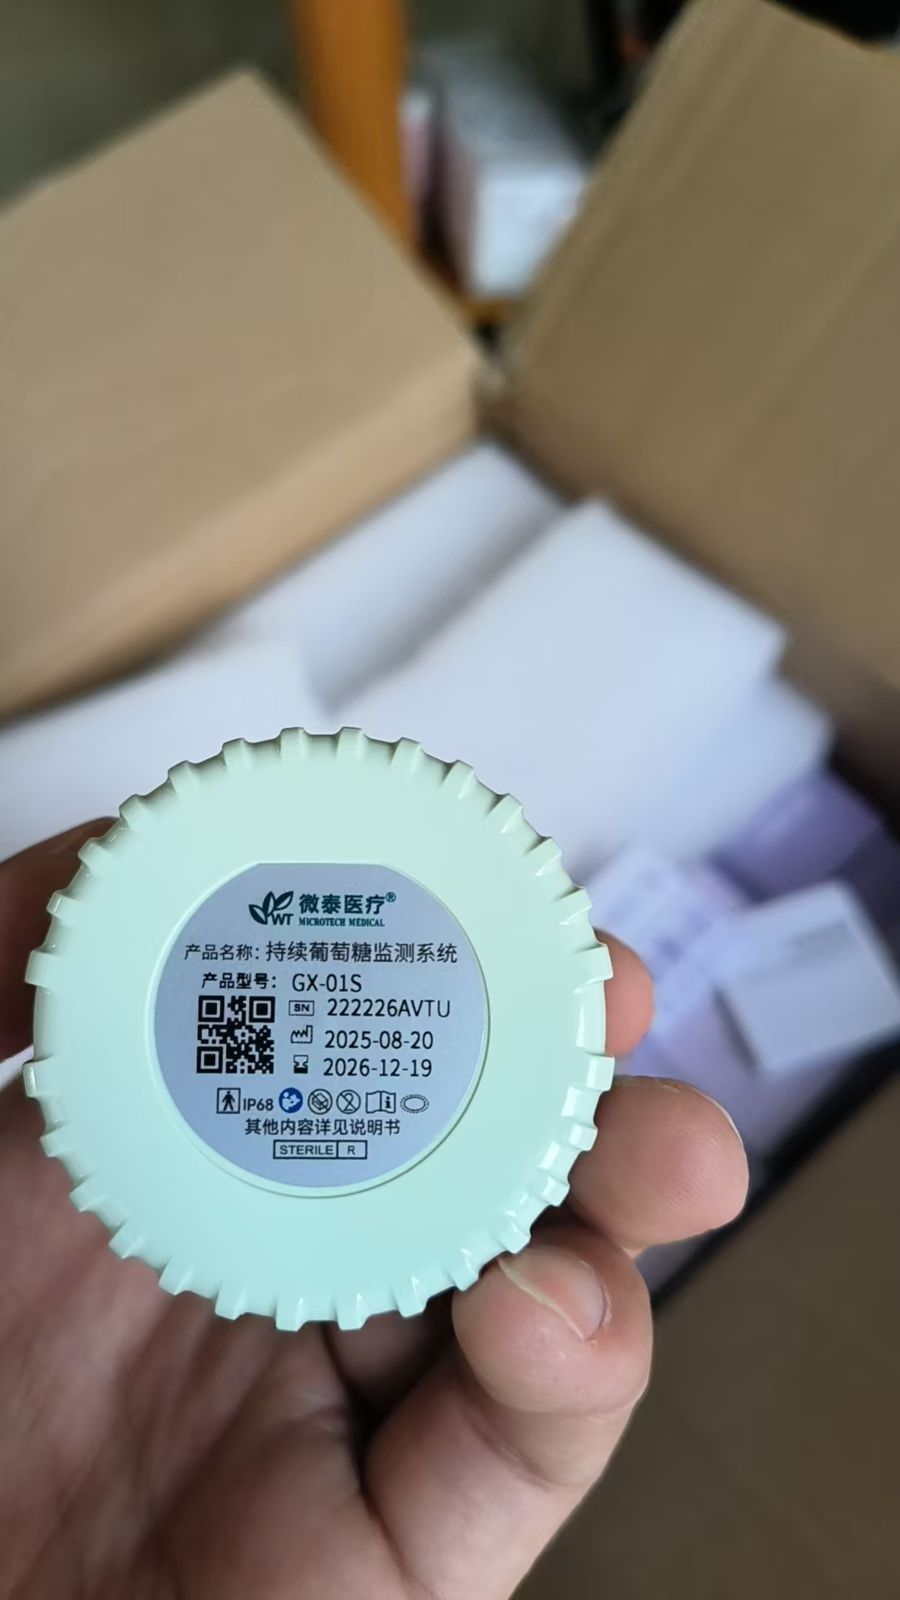 WT 微泰医疗®
MICROTECH MEDICAL
产品名称: 持续葡萄糖监测系统
产品型号: GX-01S
SN 222226AVTU
2025-08-20
2026-12-19
IP68
其他内容详见说明书
STERILE R